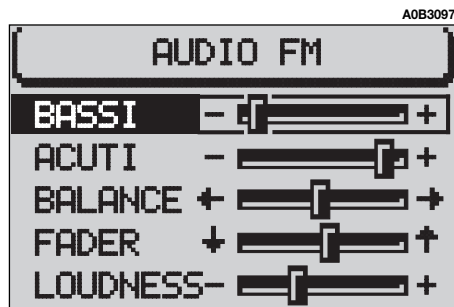 A0B3097
AUDIO FM
BASSI - +
ACUTI - +
BALANCE ← →
FADER ↓ ↑
LOUDNESS - +